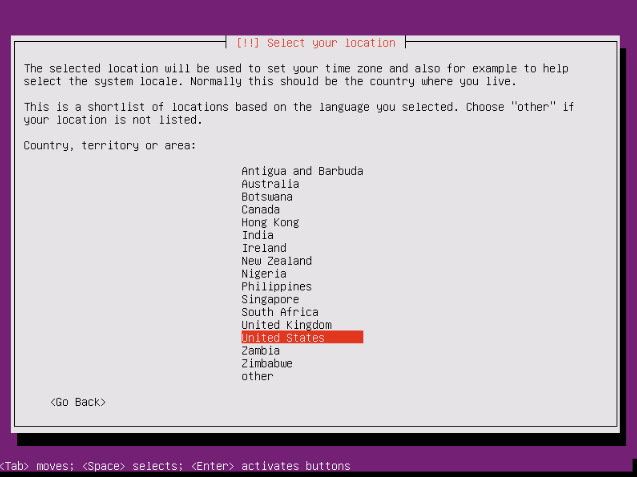 [!!] Select your location
The selected location will be used to set your time zone and also for example to help
select the system locale. Normally this should be the country where you live.
This is a shortlist of locations based on the language you selected. Choose "other" if
your location is not listed.
Country, territory or area:
Antigua and Barbuda
Australia
Botswana
Canada
Hong Kong
India
Ireland
New Zealand
Nigeria
Philippines
Singapore
South Africa
United Kingdom
United States
Zambia
Zimbabwe
other
<Go Back>
<Tab> moves; <Space> selects; <Enter> activates buttons